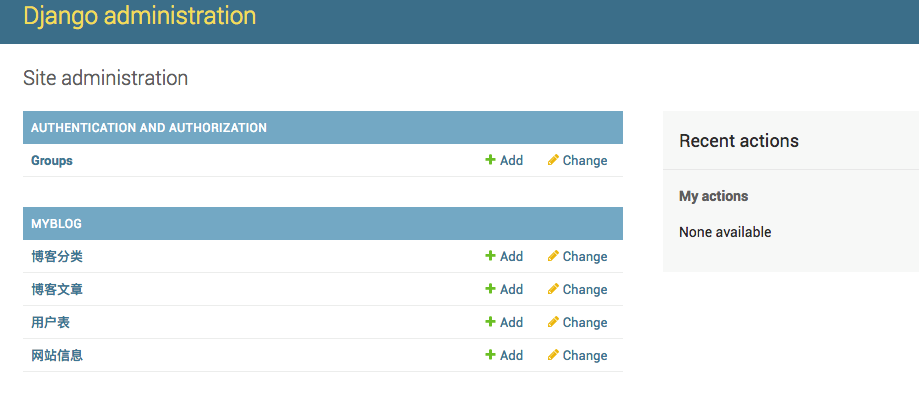 Django administration
Site administration
AUTHENTICATION AND AUTHORIZATION
Groups Add Change
MYBLOG
博客分类 Add Change
博客文章 Add Change
用户表 Add Change
网站信息 Add Change
Recent actions
My actions
None available